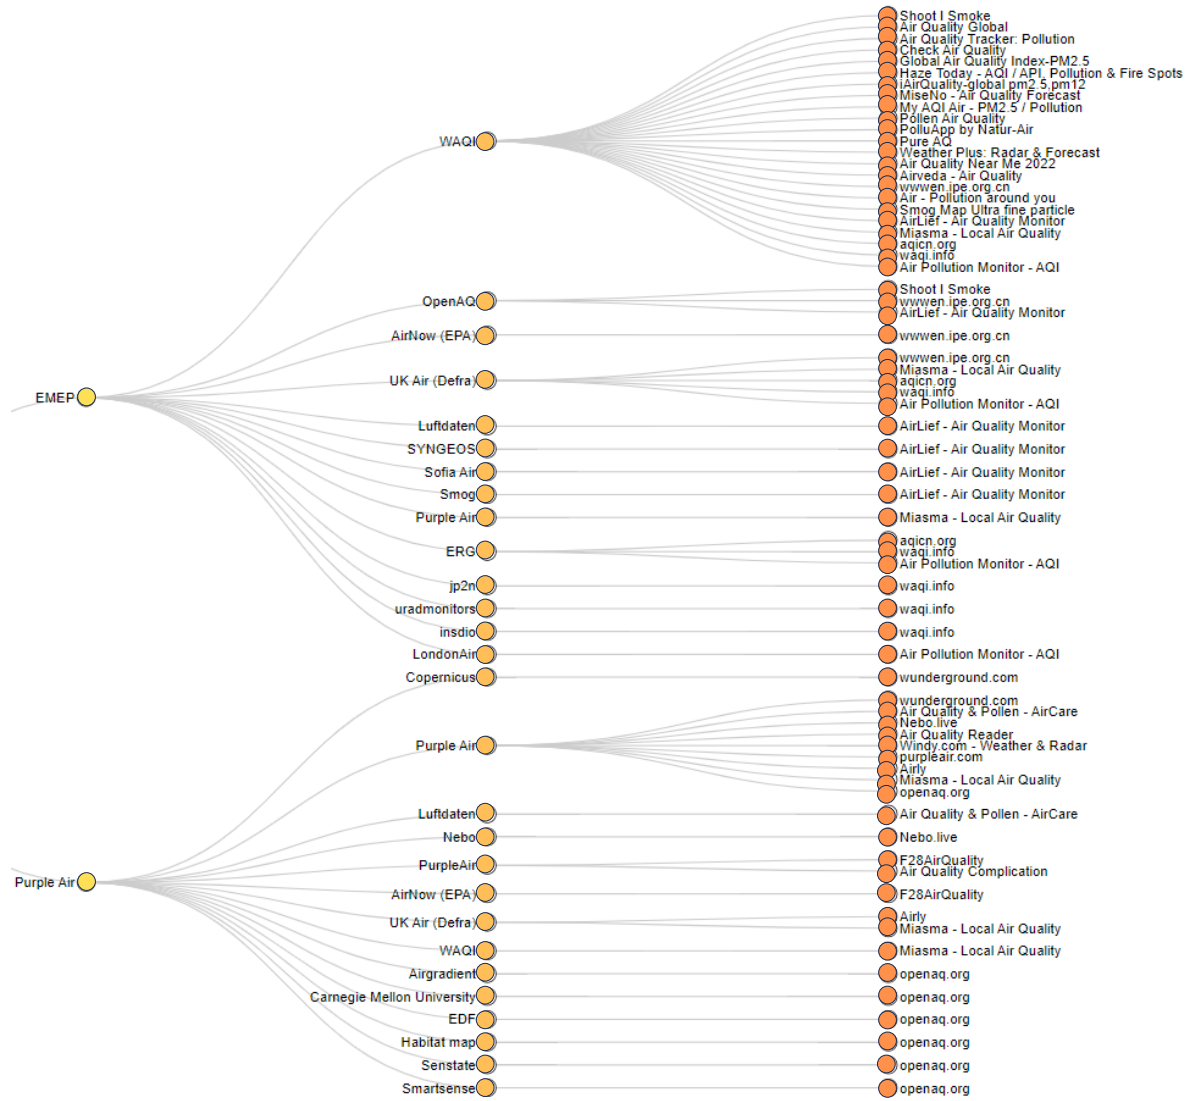 EMEP
WAQI
Shoot I Smoke
Air Quality Global
Air Quality Tracker: Pollution
Check Air Quality
Global Air Quality Index-PM2.5
Haze Today - AQI / API, Pollution & Fire Spots
iAirQuality-global pm2.5,pm12
MiseNo - Air Quality Forecast
My AQI Air - PM2.5 / Pollution
Pollen Air Quality
PolluApp by Natur-Air
Pure AQ
Weather Plus: Radar & Forecast
Air Quality Near Me 2022
Airveda - Air Quality
wwwen.ipe.org.cn
Air - Pollution around you
Smog Map Ultra fine particle
AirLief - Air Quality Monitor
Miasma - Local Air Quality
aqicn.org
waqi.info
Air Pollution Monitor - AQI
OpenAQ
Shoot I Smoke
wwwen.ipe.org.cn
AirLief - Air Quality Monitor
AirNow (EPA)
wwwen.ipe.org.cn
UK Air (Defra)
wwwen.ipe.org.cn
Miasma - Local Air Quality
aqicn.org
waqi.info
Air Pollution Monitor - AQI
Luftdaten
AirLief - Air Quality Monitor
SYNGEOS
AirLief - Air Quality Monitor
Sofia Air
AirLief - Air Quality Monitor
Smog
AirLief - Air Quality Monitor
Purple Air
Miasma - Local Air Quality
ERG
aqicn.org
waqi.info
Air Pollution Monitor - AQI
jp2n
waqi.info
uradmonitors
waqi.info
insdio
waqi.info
LondonAir
Air Pollution Monitor - AQI
Purple Air
Copernicus
wunderground.com
Purple Air
wunderground.com
Air Quality & Pollen - AirCare
Nebo.live
Air Quality Reader
Windy.com - Weather & Radar
purpleair.com
Airly
Miasma - Local Air Quality
openaq.org
Luftdaten
Air Quality & Pollen - AirCare
Nebo
Nebo.live
PurpleAir
F28AirQuality
Air Quality Complication
AirNow (EPA)
F28AirQuality
UK Air (Defra)
Airly
Miasma - Local Air Quality
WAQI
Miasma - Local Air Quality
Airgradient
openaq.org
Carnegie Mellon University
openaq.org
EDF
openaq.org
Habitat map
openaq.org
Senstate
openaq.org
Smartsense
openaq.org